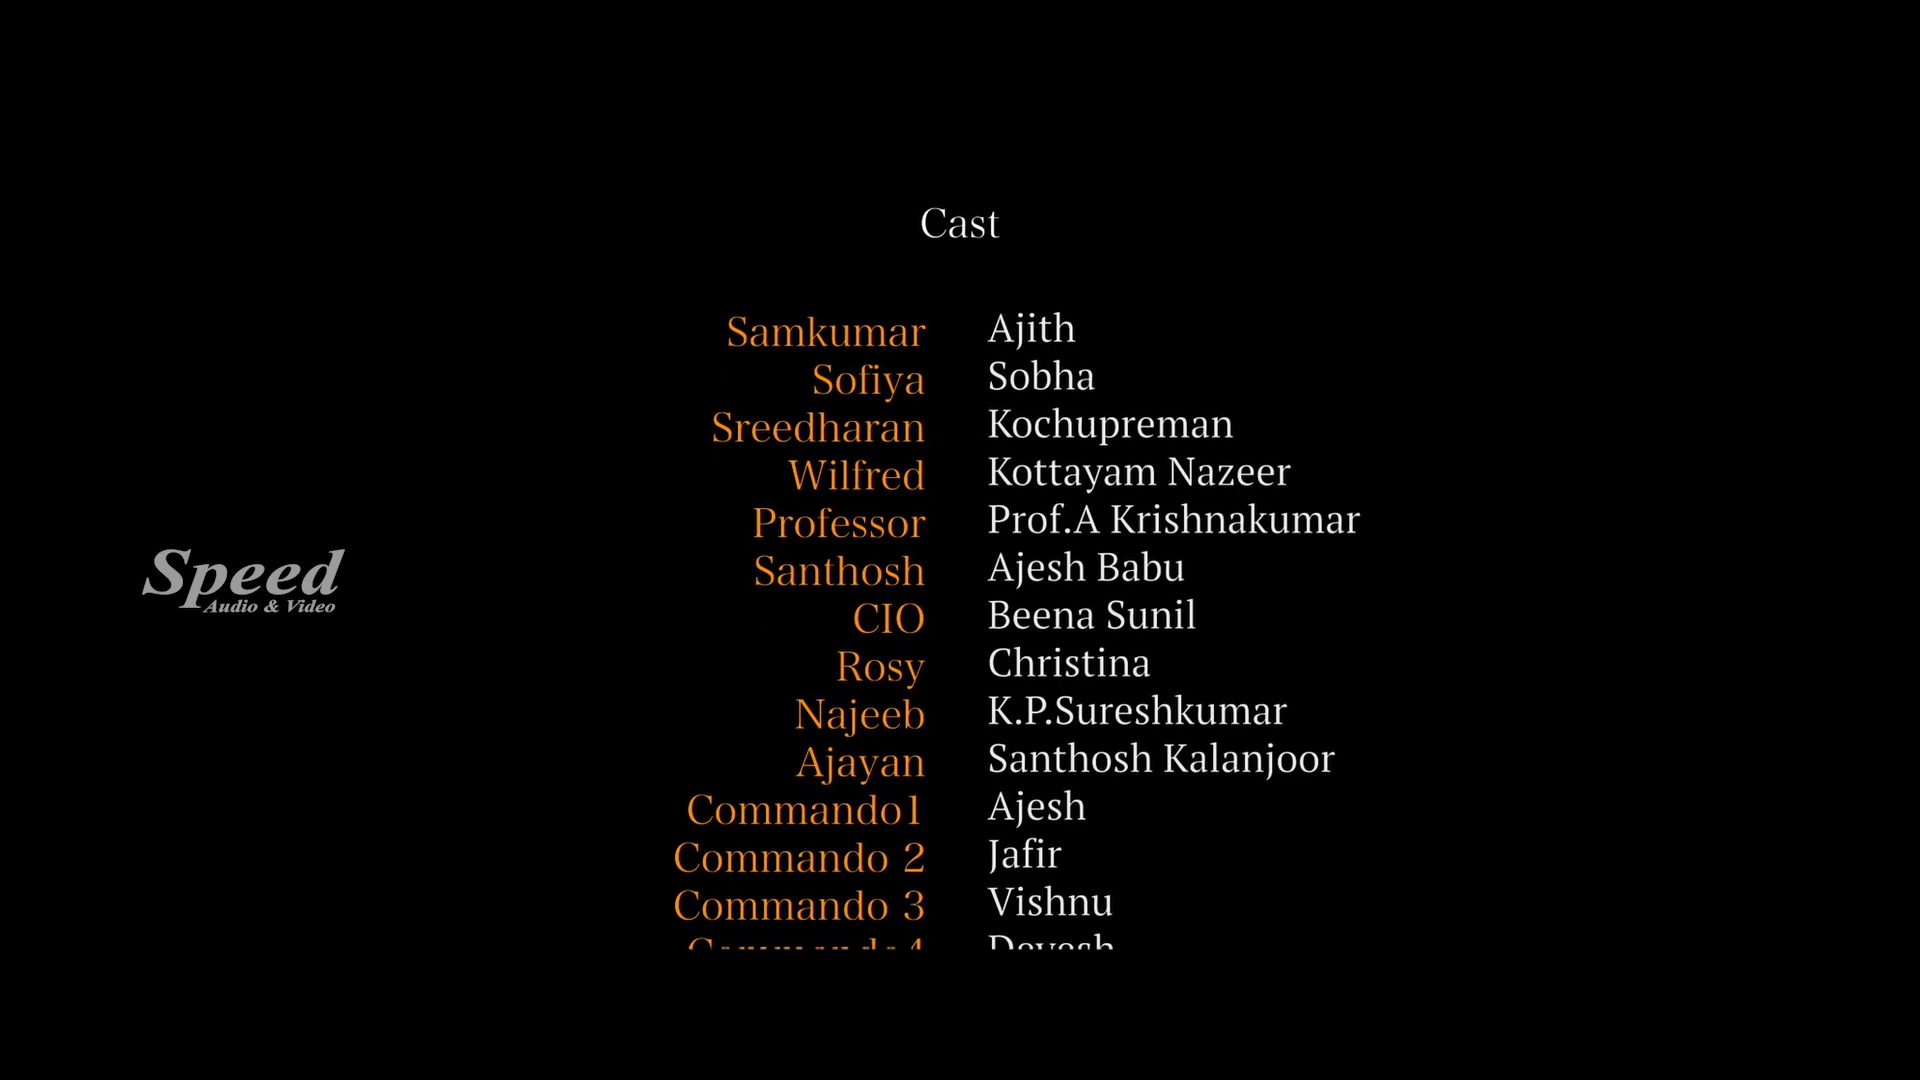 Cast
Samkumar Ajith
Sofiya Sobha
Sreedharan Kochupreman
Wilfred Kottayam Nazeer
Professor Prof.A Krishnakumar
Santhosh Ajesh Babu
CIO Beena Sunil
Rosy Christina
Najeeb K.P.Sureshkumar
Ajayan Santhosh Kalanjoor
Commando1 Ajesh
Commando 2 Jafir
Commando 3 Vishnu
Commando4
Speed
Audio & Video